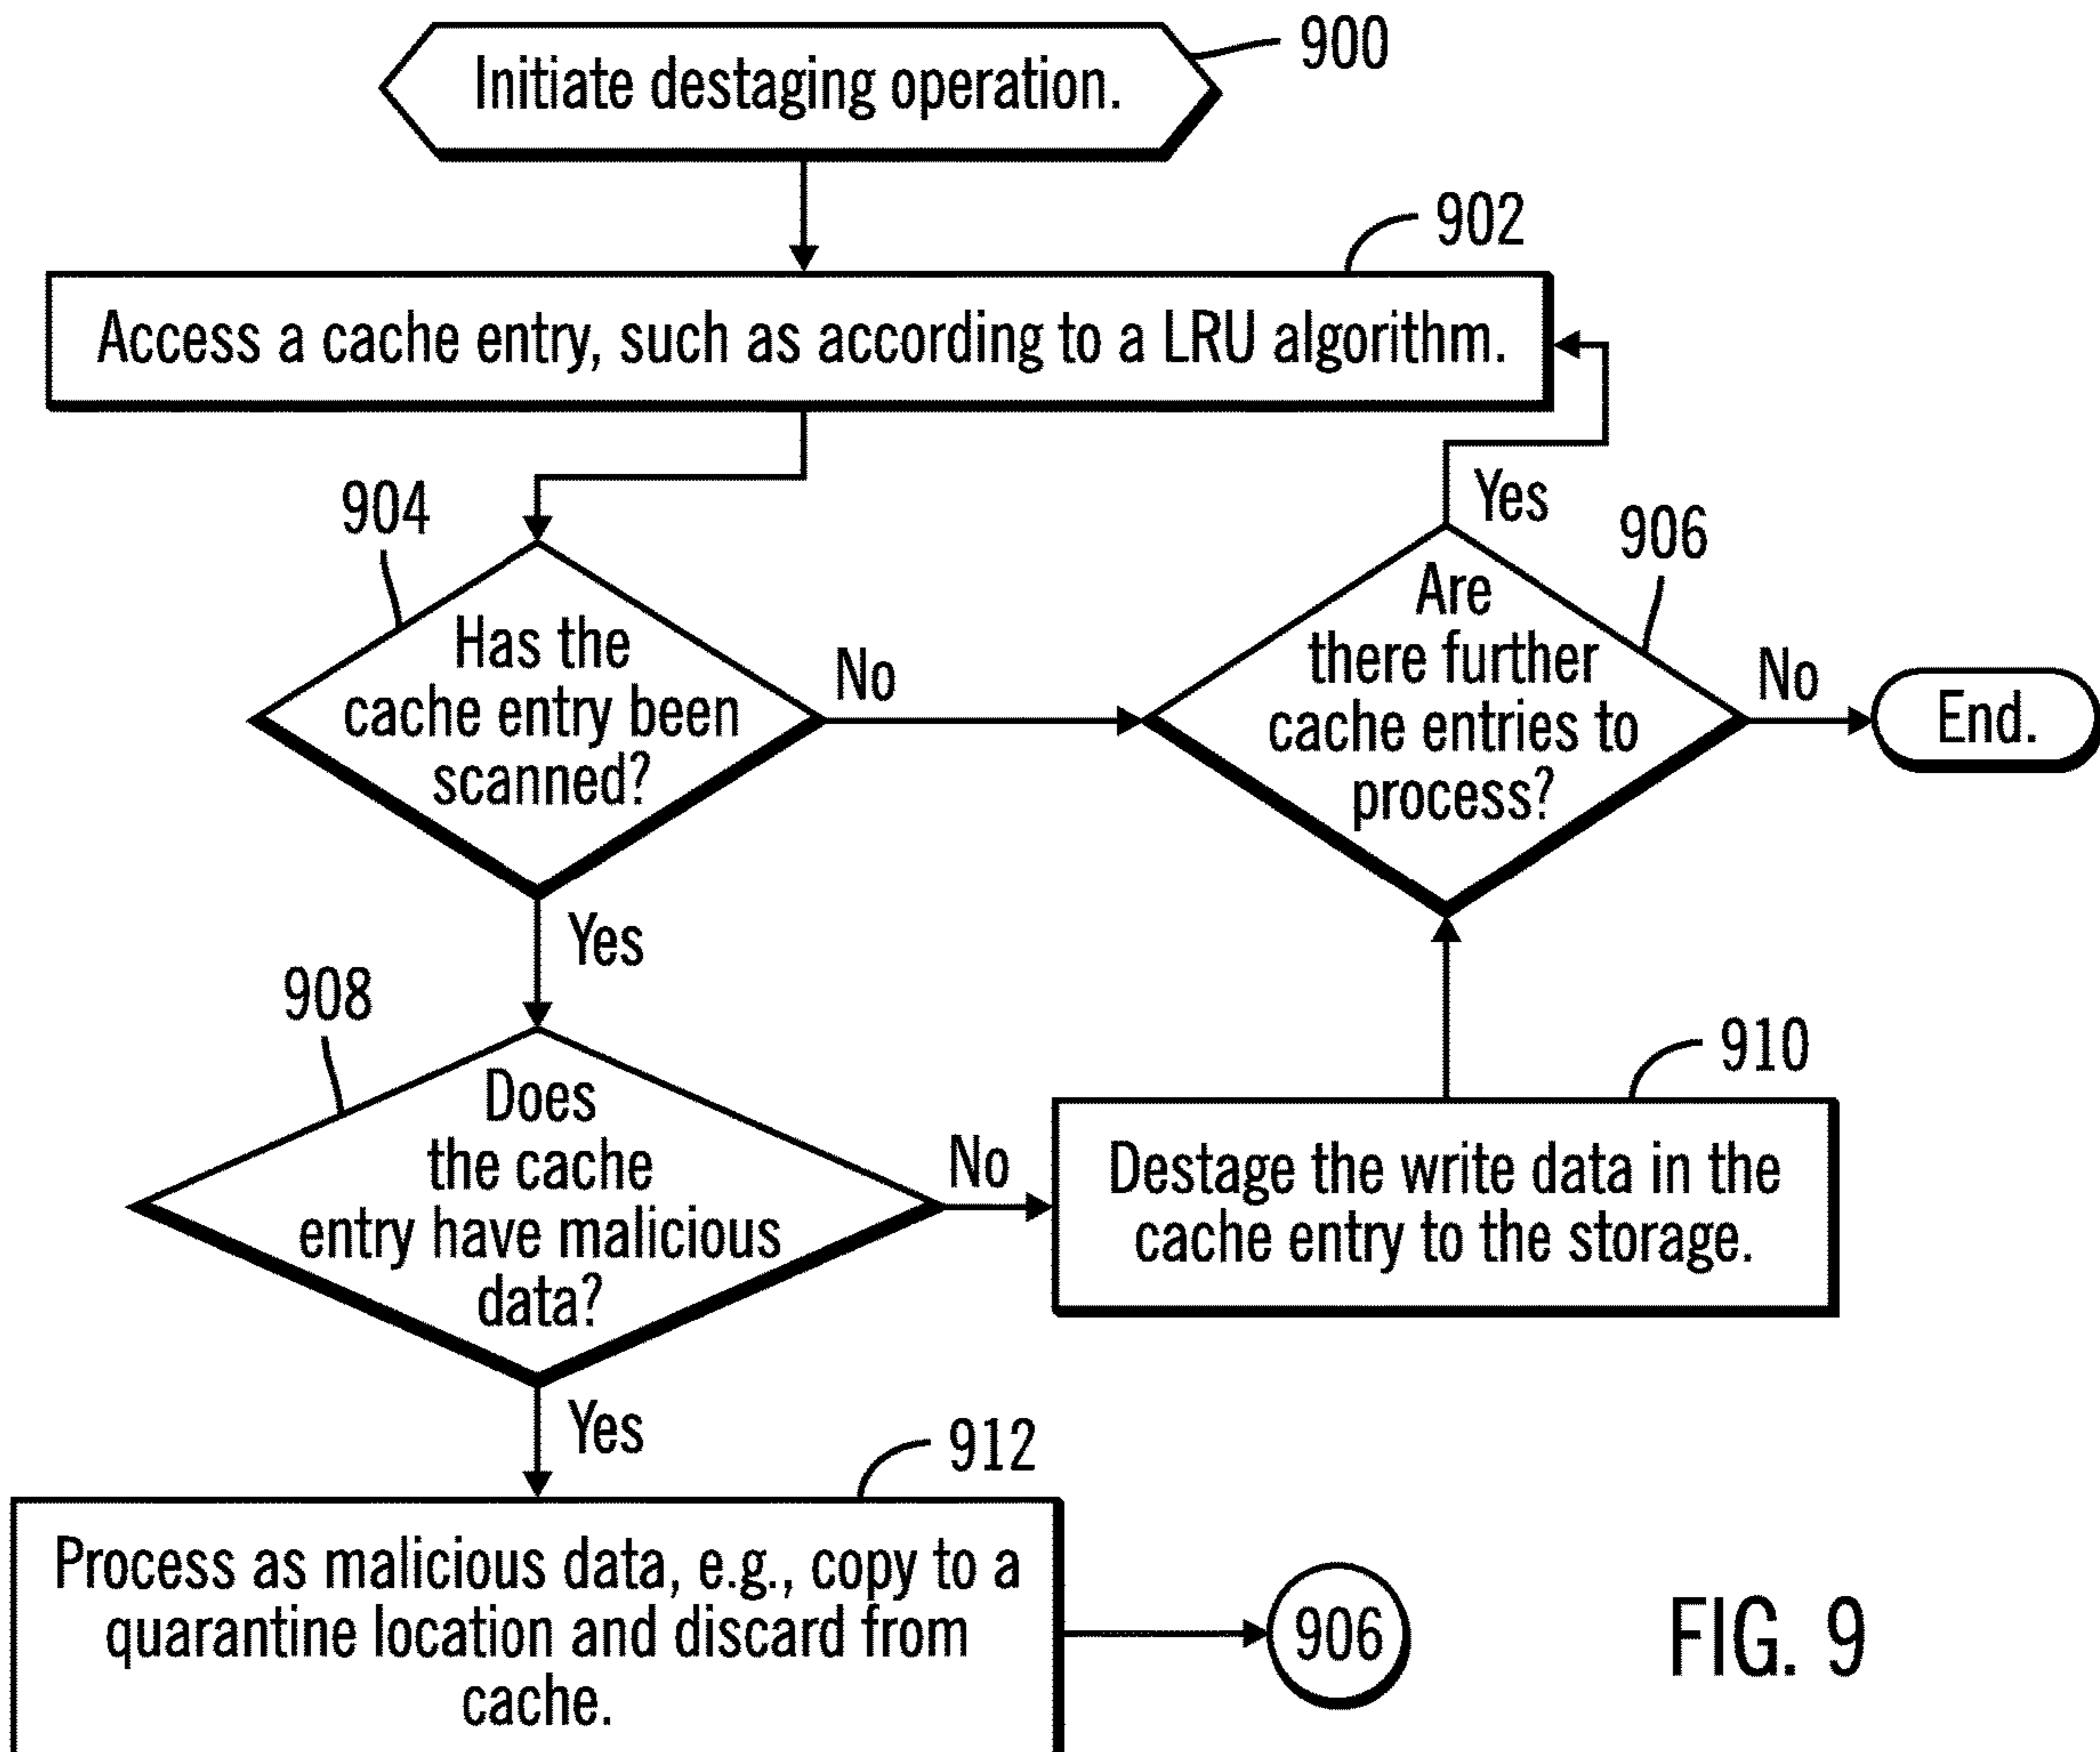 900
Initiate destaging operation.
902
Access a cache entry, such as according to a LRU algorithm.
904
Has the
cache entry been
scanned?
No
Yes
906
Are
there further
cache entries to
process?
Yes
No
End.
908
Does
the cache
entry have malicious
data?
No
Yes
910
Destage the write data in the
cache entry to the storage.
912
Process as malicious data, e.g., copy to a
quarantine location and discard from
cache.
906
FIG. 9